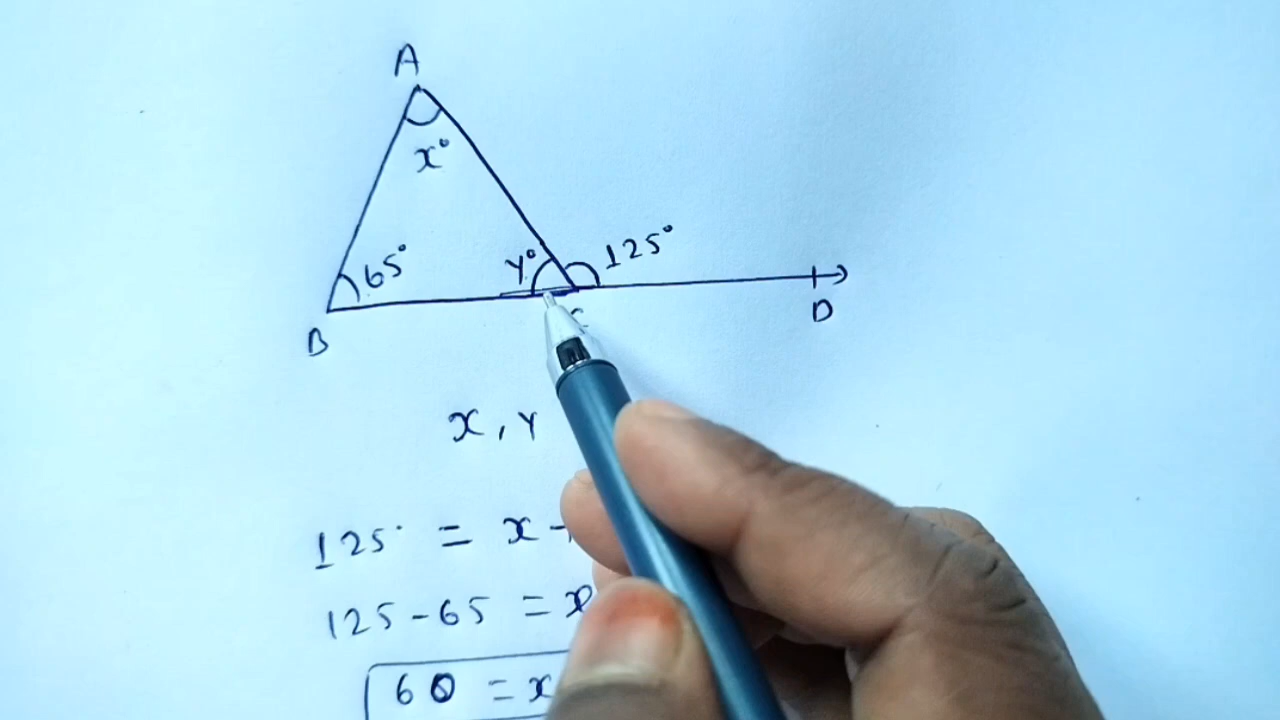 A
x°
65°
y°
125°
B
D
x, y
125° = x
125 - 65 = x
60 = x